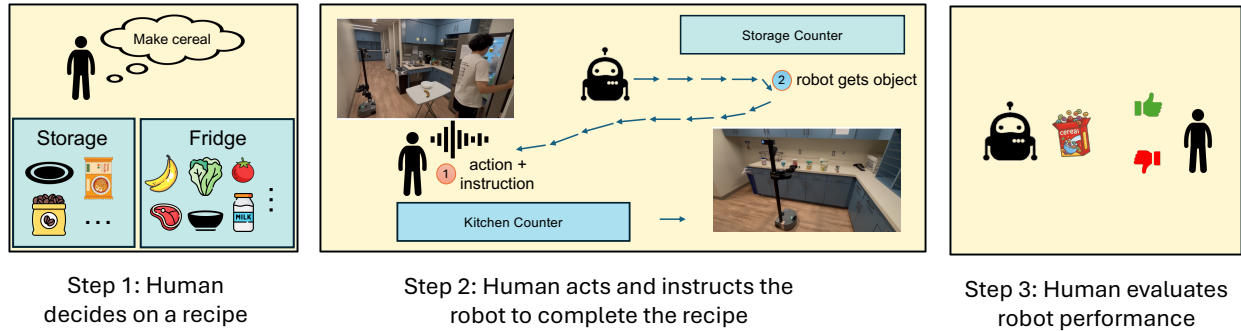 Make cereal
Storage
Fridge
MILK
...
Storage Counter
2 robot gets object
1 action +
instruction
Kitchen Counter
cereal
Step 1: Human
decides on a recipe
Step 2: Human acts and instructs the
robot to complete the recipe
Step 3: Human evaluates
robot performance